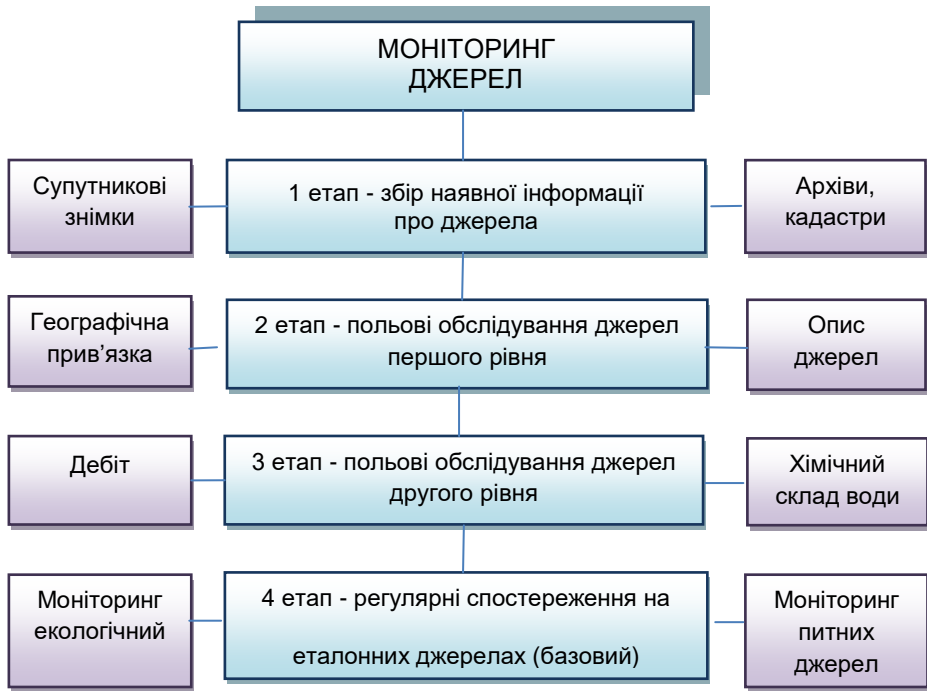 МОНІТОРИНГ
ДЖЕРЕЛ
Супутникові
знімки
1 етап - збір наявної інформації
про джерела
Архіви,
кадастри
Географічна
прив’язка
2 етап - польові обслідування джерел
першого рівня
Опис
джерел
Дебіт
3 етап - польові обслідування джерел
другого рівня
Хімічний
склад води
Моніторинг
екологічний
4 етап - регулярні спостереження на
еталонних джерелах (базовий)
Моніторинг
питних
джерел